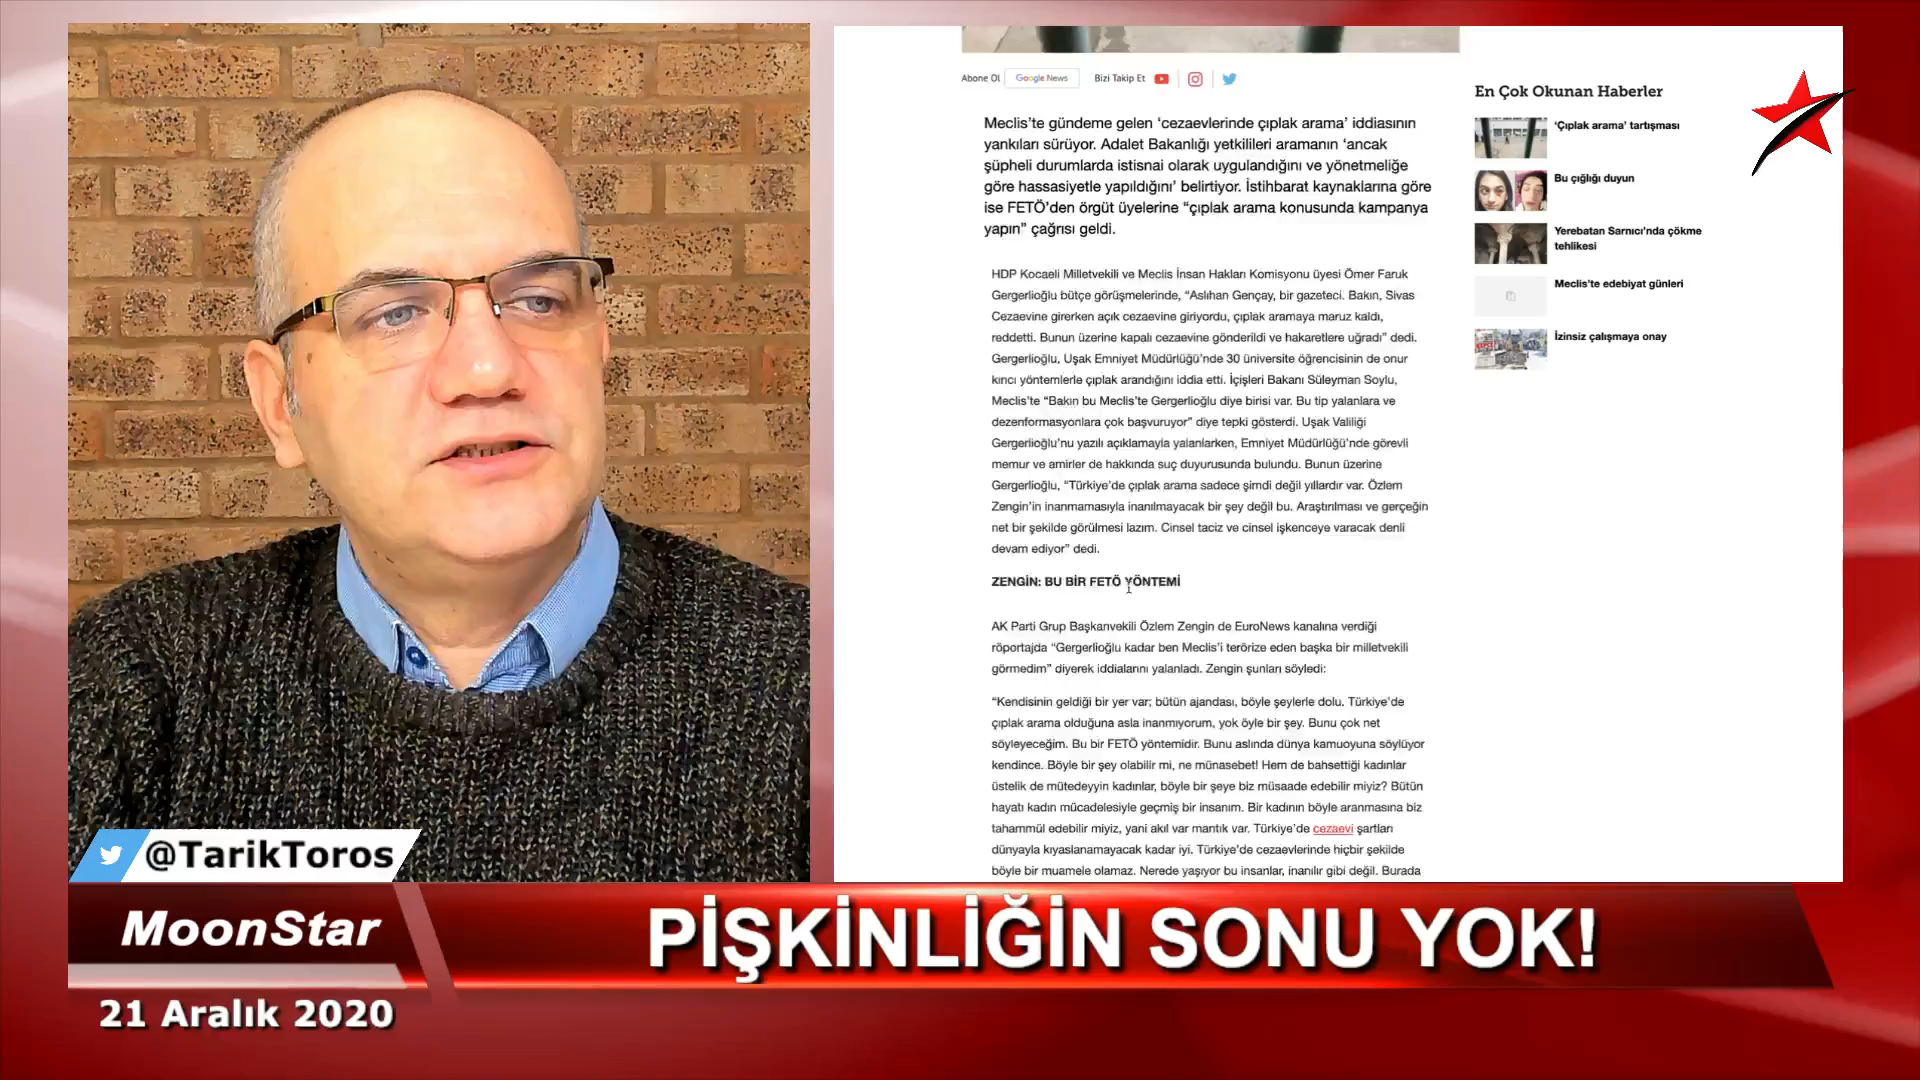 Abone Ol Google News Bizi Takip Et
Meclis’te gündeme gelen ‘cezaevlerinde çıplak arama’ iddiasının
yankıları sürüyor. Adalet Bakanlığı yetkilileri aramanın ‘ancak
şüpheli durumlarda istisnai olarak uygulandığını ve yönetmeliğe
göre hassasiyetle yapıldığını’ belirtiyor. İstihbarat kaynaklarına göre
ise FETÖ’den örgüt üyelerine “çıplak arama konusunda kampanya
yapın” çağrısı geldi.
HDP Kocaeli Milletvekili ve Meclis İnsan Hakları Komisyonu üyesi Ömer Faruk
Gergerlioğlu bütçe görüşmelerinde, “Aslıhan Gençay, bir gazeteci. Bakın, Sivas
Cezaevine girerken açık cezaevine giriyordu, çıplak aramaya maruz kaldı,
reddetti. Bunun üzerine kapalı cezaevine gönderildi ve hakaretlere uğradı” dedi.
Gergerlioğlu, Uşak Emniyet Müdürlüğü’nde 30 üniversite öğrencisinin de onur
kırıcı yöntemlerle çıplak arandığını iddia etti. İçişleri Bakanı Süleyman Soylu,
Meclis’te “Bakın bu Meclis’te Gergerlioğlu diye birisi var. Bu tip yalanlara ve
dezenformasyonlara çok başvuruyor” diye tepki gösterdi. Uşak Valiliği
Gergerlioğlu’nu yazılı açıklamayla yalanlarken, Emniyet Müdürlüğü’nde görevli
memur ve amirler de hakkında suç duyurusunda bulundu. Bunun üzerine
Gergerlioğlu, “Türkiye’de çıplak arama sadece şimdi değil yıllardır var. Özlem
Zengin’in inanmamasıyla inanılmayacak bir şey değil bu. Araştırılması ve gerçeğin
net bir şekilde görülmesi lazım. Cinsel taciz ve cinsel işkenceye varacak denli
devam ediyor” dedi.
ZENGİN: BU BİR FETÖ YÖNTEMİ
AK Parti Grup Başkanvekili Özlem Zengin de EuroNews kanalına verdiği
röportajda “Gergerlioğlu kadar ben Meclis’i terörize eden başka bir milletvekili
görmedim” diyerek iddialarını yalanladı. Zengin şunları söyledi:
“Kendisinin geldiği bir yer var; bütün ajandası, böyle şeylerle dolu. Türkiye’de
çıplak arama olduğuna asla inanmıyorum, yok öyle bir şey. Bunu çok net
söyleyeceğim. Bu bir FETÖ yöntemidir. Bunu aslında dünya kamuoyuna söylüyor
kendince. Böyle bir şey olabilir mi, ne münasebet! Hem de bahsettiği kadınlar
üstelik de mütedeyyin kadınlar, böyle bir şeye biz müsaade edebilir miyiz? Bütün
hayatı kadın mücadelesiyle geçmiş bir insanım. Bir kadının böyle aranmasına biz
tahammül edebilir miyiz, yani akıl var mantık var. Türkiye’de cezaevi şartları
dünyayla kıyaslanamayacak kadar iyi. Türkiye’de cezaevlerinde hiçbir şekilde
böyle bir muamele olamaz. Nerede yaşıyor bu insanlar, inanılır gibi değil. Burada
En Çok Okunan Haberler
‘Çıplak arama’ tartışması
Bu çığlığı duyun
Yerebatan Sarnıcı’nda çökme
tehlikesi
Meclis’te edebiyat günleri
İzinsiz çalışmaya onay
@TarikToros
MoonStar
PİŞKİNLİĞİN SONU YOK!
21 Aralık 2020